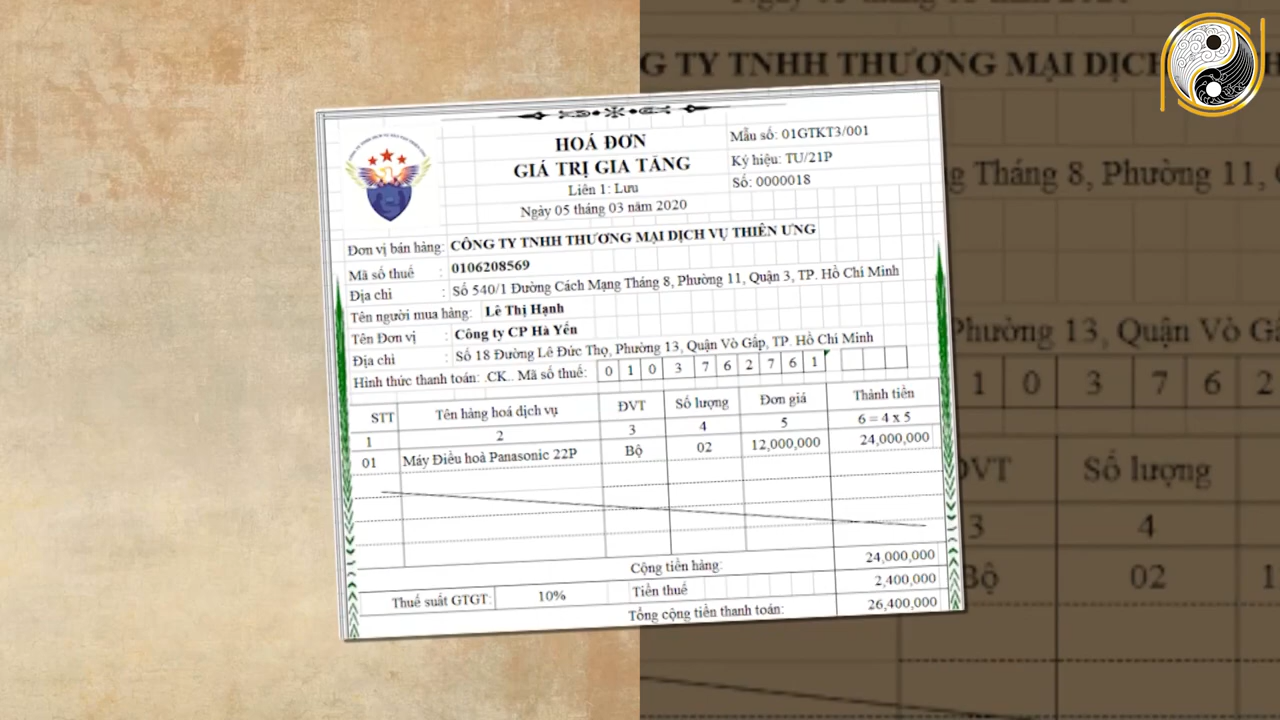 HOÁ ĐƠN
GIÁ TRỊ GIA TĂNG
Liên 1: Lưu
Ngày 05 tháng 03 năm 2020
Mẫu số: 01GTKT3/001
Ký hiệu: TU/21P
Số: 0000018
Đơn vị bán hàng: CÔNG TY TNHH THƯƠNG MẠI DỊCH VỤ THIÊN ƯNG
Mã số thuế : 0106208569
Địa chỉ : Số 540/1 Đường Cách Mạng Tháng 8, Phường 11, Quận 3, TP. Hồ Chí Minh
Tên người mua hàng: Lê Thị Hạnh
Tên Đơn vị : Công ty CP Hà Yến
Địa chỉ : Số 18 Đường Lê Đức Thọ, Phường 13, Quận Vò Gấp, TP. Hồ Chí Minh
Hình thức thanh toán: .CK.. Mã số thuế: 0 1 0 3 7 6 2 7 6 1
STT Tên hàng hoá dịch vụ ĐVT Số lượng Đơn giá Thành tiền
1 2 3 4 5 6 = 4 x 5
01 Máy Điều hoà Panasonic 22P Bộ 02 12,000,000 24,000,000
Cộng tiền hàng: 24,000,000
Thuế suất GTGT: 10% Tiền thuế 2,400,000
Tổng cộng tiền thanh toán: 26,400,000
G TY TNHH THƯƠNG MẠI DỊCH
g Tháng 8, Phường 11,
Phường 13, Quận Vò Gấ
1 0 3 7 6 2
ĐVT Số lượng
3 4
Bộ 02 1